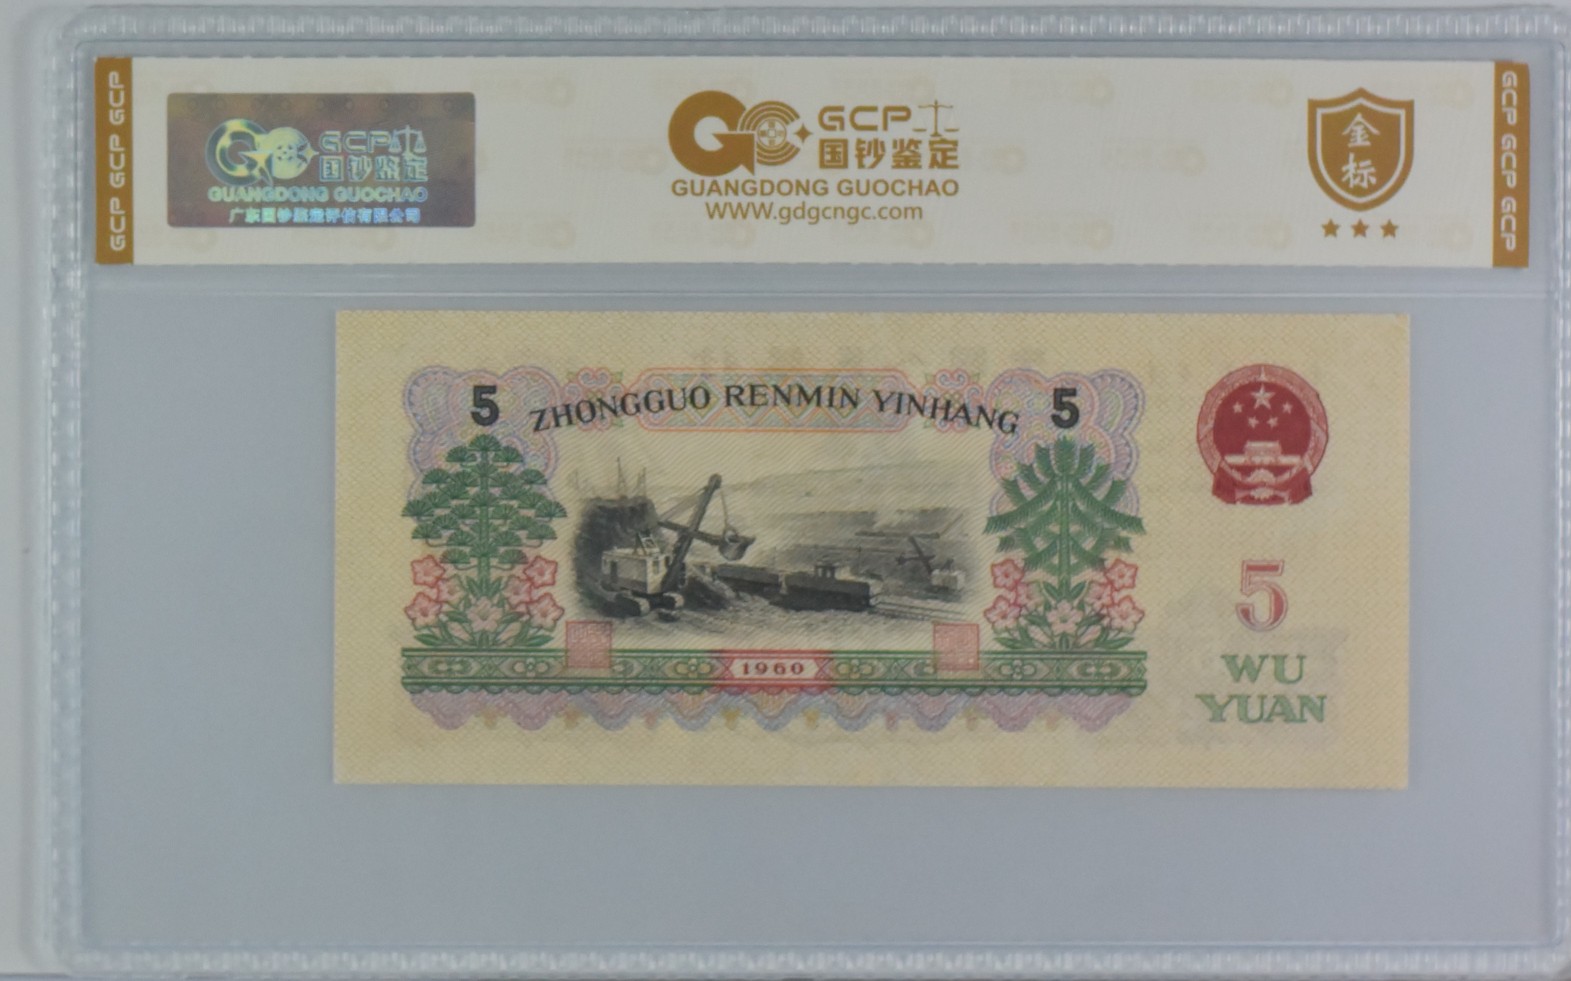 GCP GCP GCP
GCP
国钞鉴定
GUANGDONG GUOCHAO
广东国钞鉴定评估有限公司
GCP
国钞鉴定
GUANGDONG GUOCHAO
WWW.gdgcngc.com
金
标
GCP GCP GCP
5 ZHONGGUO RENMIN YINHANG 5
1960
5
WU
YUAN